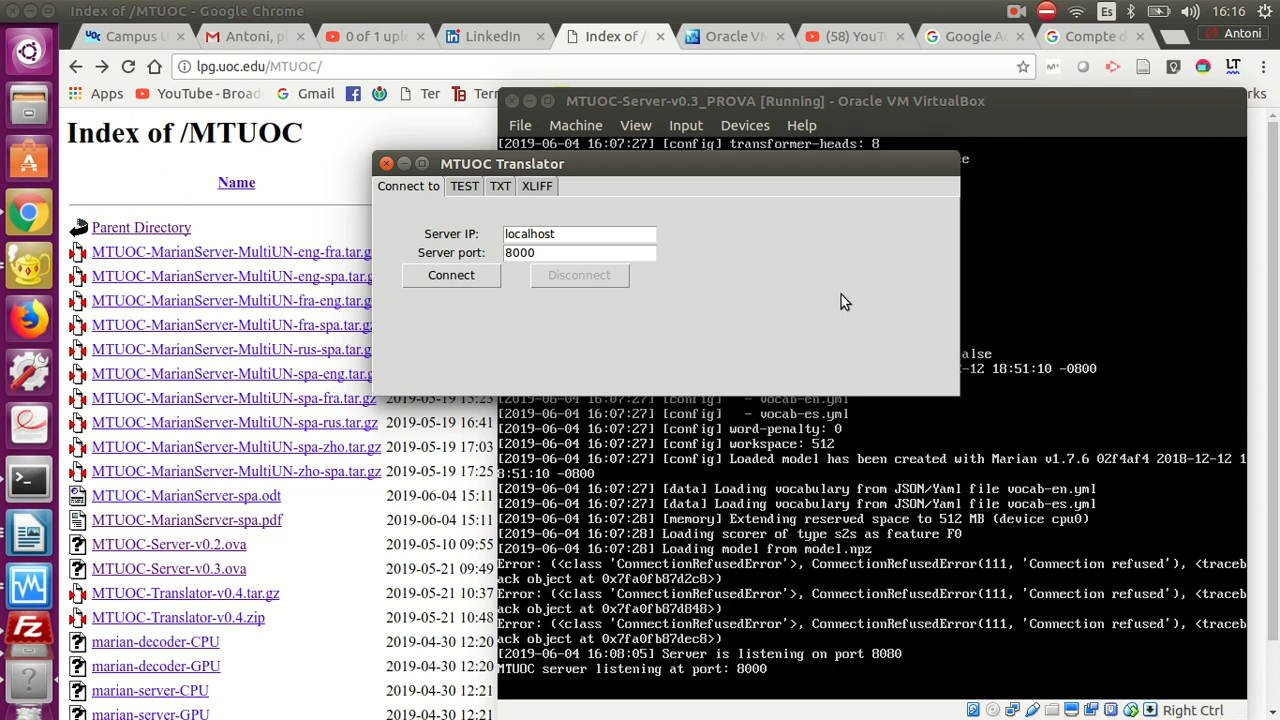 Index of /MTUOC - Google Chrome
Es
16:16
Campus U
Antoni, pl
0 of 1 uplo
LinkedIn
Index of /
Oracle VM
(58) YouT
Google Ac
Compte d
Antoni
lpg.uoc.edu/MTUOC/
Apps
YouTube - Broad
Gmail
Ter
Term
rks
Index of /MTUOC
Name
Parent Directory
MTUOC-MarianServer-MultiUN-eng-fra.tar.g
MTUOC-MarianServer-MultiUN-eng-spa.ta
MTUOC-MarianServer-MultiUN-fra-eng.tar.g
MTUOC-MarianServer-MultiUN-fra-spa.tar.gz
MTUOC-MarianServer-MultiUN-rus-spa.tar.g
MTUOC-MarianServer-MultiUN-spa-eng.tar.g
MTUOC-MarianServer-MultiUN-spa-fra.tar.gz 2019-05-19 15:23
MTUOC-MarianServer-MultiUN-spa-rus.tar.gz 2019-05-19 16:41
MTUOC-MarianServer-MultiUN-spa-zho.tar.gz 2019-05-19 17:03
MTUOC-MarianServer-MultiUN-zho-spa.tar.gz 2019-05-19 17:25
MTUOC-MarianServer-spa.odt 2019-06-04 15:11
MTUOC-MarianServer-spa.pdf 2019-06-04 15:11
MTUOC-Server-v0.2.ova 2019-05-10 09:55
MTUOC-Server-v0.3.ova 2019-05-21 09:49
MTUOC-Translator-v0.4.tar.gz 2019-05-21 10:37
MTUOC-Translator-v0.4.zip 2019-05-21 10:48
marian-decoder-CPU 2019-04-30 12:20
marian-decoder-GPU 2019-04-30 12:20
marian-server-CPU 2019-04-30 12:21
marian-server-GPU 2019-04-30 12:21
MTUOC-Server-v0.3_PROVA [Running] - Oracle VM VirtualBox
File Machine View Input Devices Help
[2019-06-04 16:07:27] [config] transformer-heads: 8
ce
MTUOC Translator
Connect to TEST TXT XLIFF
Server IP: localhost
Server port: 8000
Connect Disconnect
alse
-12 18:51:10 -0800
[2019-06-04 16:07:27] [config] - vocab-en.yml
[2019-06-04 16:07:27] [config] - vocab-es.yml
[2019-06-04 16:07:27] [config] word-penalty: 0
[2019-06-04 16:07:27] [config] workspace: 512
[2019-06-04 16:07:27] [config] Loaded model has been created with Marian v1.7.6 02f4af4 2018-12-12 1
8:51:10 -0800
[2019-06-04 16:07:27] [data] Loading vocabulary from JSON/Yaml file vocab-en.yml
[2019-06-04 16:07:27] [data] Loading vocabulary from JSON/Yaml file vocab-es.yml
[2019-06-04 16:07:28] [memory] Extending reserved space to 512 MB (device cpu0)
[2019-06-04 16:07:28] Loading scorer of type s2s as feature F0
[2019-06-04 16:07:28] Loading model from model.npz
Error: (<class 'ConnectionRefusedError'>, ConnectionRefusedError(111, 'Connection refused'), <traceb
ack object at 0x7fa0fb87d2c8>)
Error: (<class 'ConnectionRefusedError'>, ConnectionRefusedError(111, 'Connection refused'), <traceb
ack object at 0x7fa0fb87d848>)
Error: (<class 'ConnectionRefusedError'>, ConnectionRefusedError(111, 'Connection refused'), <traceb
ack object at 0x7fa0fb87dec8>)
[2019-06-04 16:08:05] Server is listening on port 8080
MTUOC server listening at port: 8000
Right Ctrl